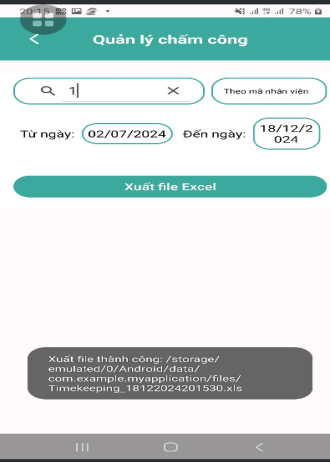 20:15
78%
Quản lý chấm công
1
Theo mã nhân viên
Từ ngày: 02/07/2024 Đến ngày: 18/12/2
024
Xuất file Excel
Xuất file thành công: /storage/
emulated/0/Android/data/
com.example.myapplication/files/
Timekeeping_18122024201530.xls